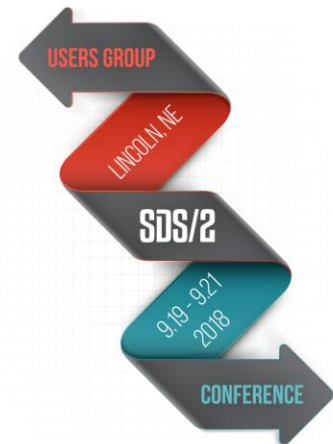 USERS GROUP
LINCOLN, NE
SDS/2
9.19 - 9.21
2018
CONFERENCE